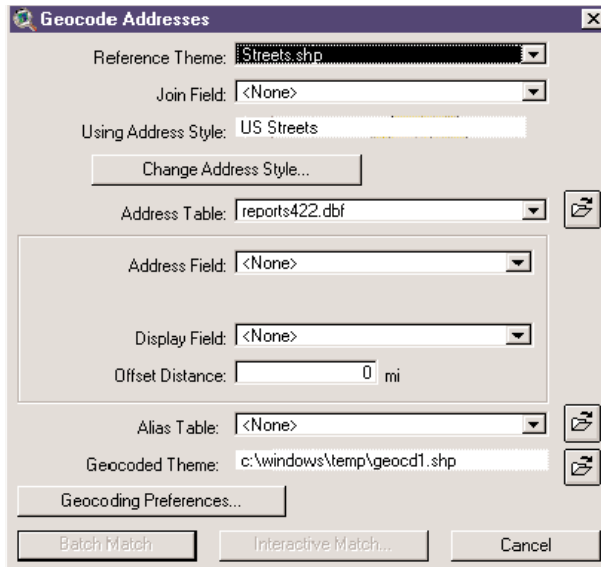 Geocode Addresses
Reference Theme: Streets.shp
Join Field: <None>
Using Address Style: US Streets
Change Address Style...
Address Table: reports422.dbf
Address Field: <None>
Display Field: <None>
Offset Distance: 0 mi
Alias Table: <None>
Geocoded Theme: c:\windows\temp\geocd1.shp
Geocoding Preferences...
Batch Match Interactive Match... Cancel